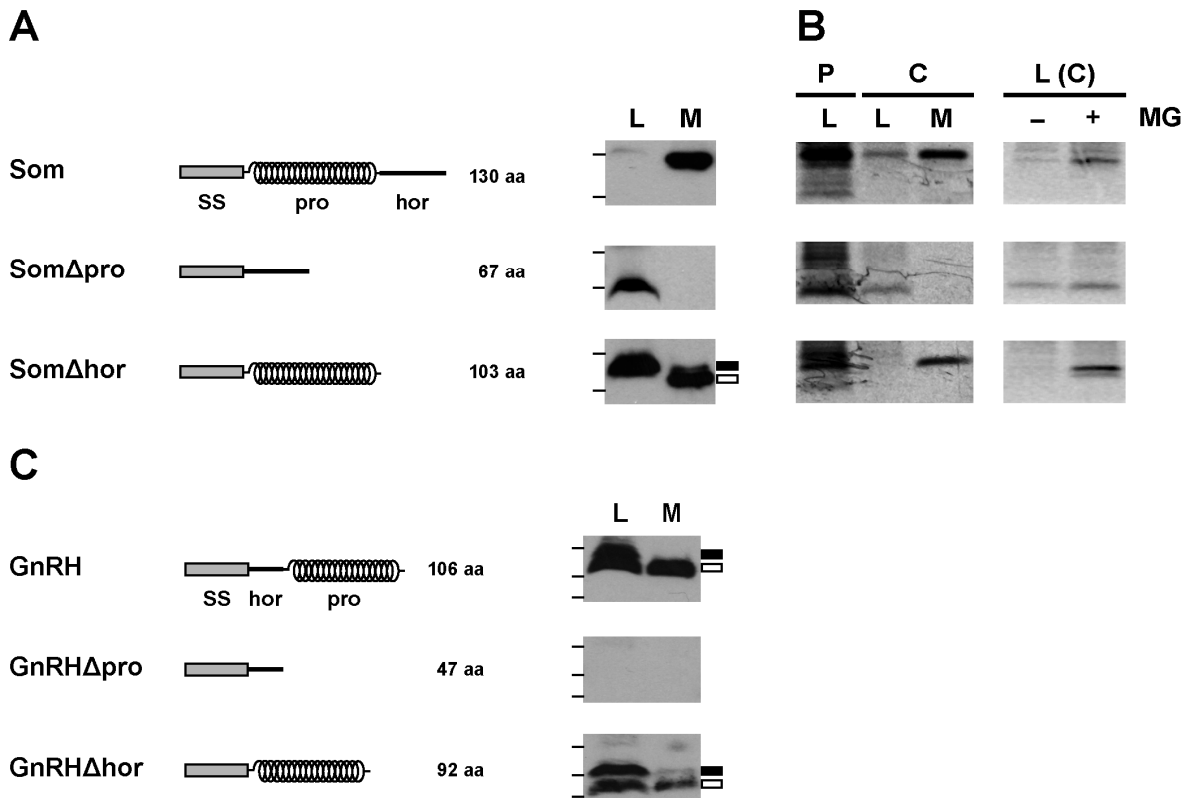 A
B
P C L (C)
L M
L L M – + MG
Som
130 aa
SS pro hor
SomΔpro
67 aa
SomΔhor
103 aa
C
L M
GnRH
106 aa
SS hor pro
GnRHΔpro
47 aa
GnRHΔhor
92 aa